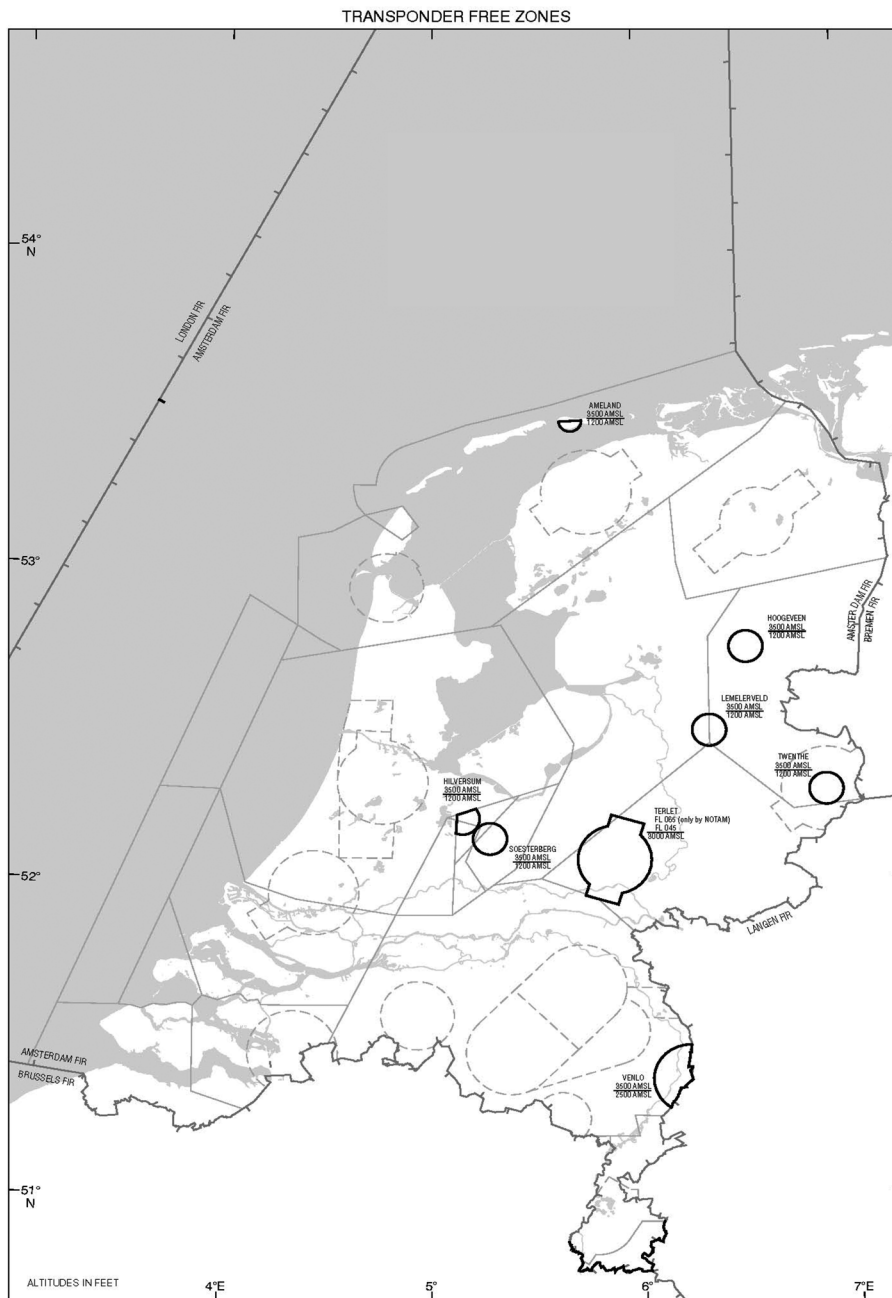 TRANSPONDER FREE ZONES
54°
N
LONDON FIR
AMSTERDAM FIR
AMELAND
3500 AMSL
1200 AMSL
53°
AMSTERDAM FIR
BREMEN FIR
HOOGEVEEN
3500 AMSL
1200 AMSL
LEMELERVELD
3500 AMSL
1200 AMSL
TWENTHE
3500 AMSL
1200 AMSL
HILVERSUM
3500 AMSL
1200 AMSL
TERLET
FL 065 (only by NOTAM)
FL 045
3000 AMSL
SOESTERBERG
3500 AMSL
1200 AMSL
52°
N
LANGEN FIR
AMSTERDAM FIR
BRUSSELS FIR
VENLO
3500 AMSL
2500 AMSL
51°
N
ALTITUDES IN FEET
4°E
5°
6°
7°E